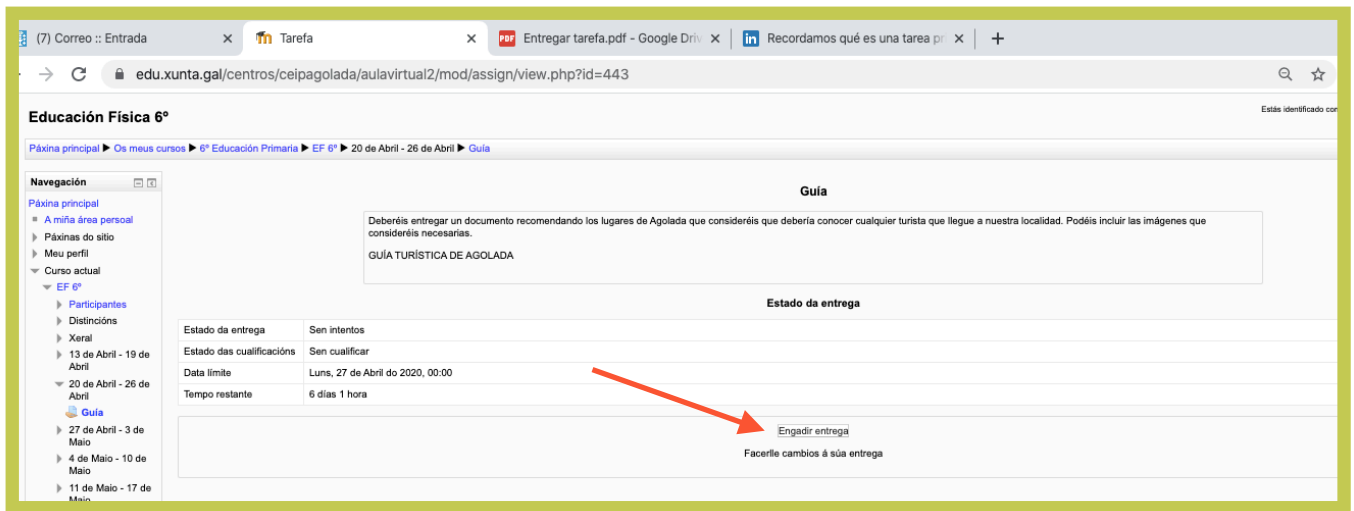 (7) Correo :: Entrada
Tarefa
Entregar tarefa.pdf - Google Driv
Recordamos qué es una tarea pr
edu.xunta.gal/centros/ceipagolada/aulavirtual2/mod/assign/view.php?id=443
Estás identificado con
Educación Física 6º
Páxina principal ▶ Os meus cursos ▶ 6º Educación Primaria ▶ EF 6º ▶ 20 de Abril - 26 de Abril ▶ Guía
Navegación
Páxina principal
A miña área persoal
Páxinas do sitio
Meu perfil
Curso actual
EF 6º
Participantes
Distincións
Xeral
13 de Abril - 19 de
Abril
20 de Abril - 26 de
Abril
Guía
27 de Abril - 3 de
Maio
4 de Maio - 10 de
Maio
11 de Maio - 17 de
Maio
Guía
Deberéis entregar un documento recomendando los lugares de Agolada que consideréis que debería conocer cualquier turista que llegue a nuestra localidad. Podéis incluir las imágenes que
consideréis necesarias.
GUÍA TURÍSTICA DE AGOLADA
Estado da entrega
Estado da entrega Sen intentos
Estado das cualificacións Sen cualificar
Data límite Luns, 27 de Abril do 2020, 00:00
Tempo restante 6 días 1 hora
Engadir entrega
Facerlle cambios á súa entrega